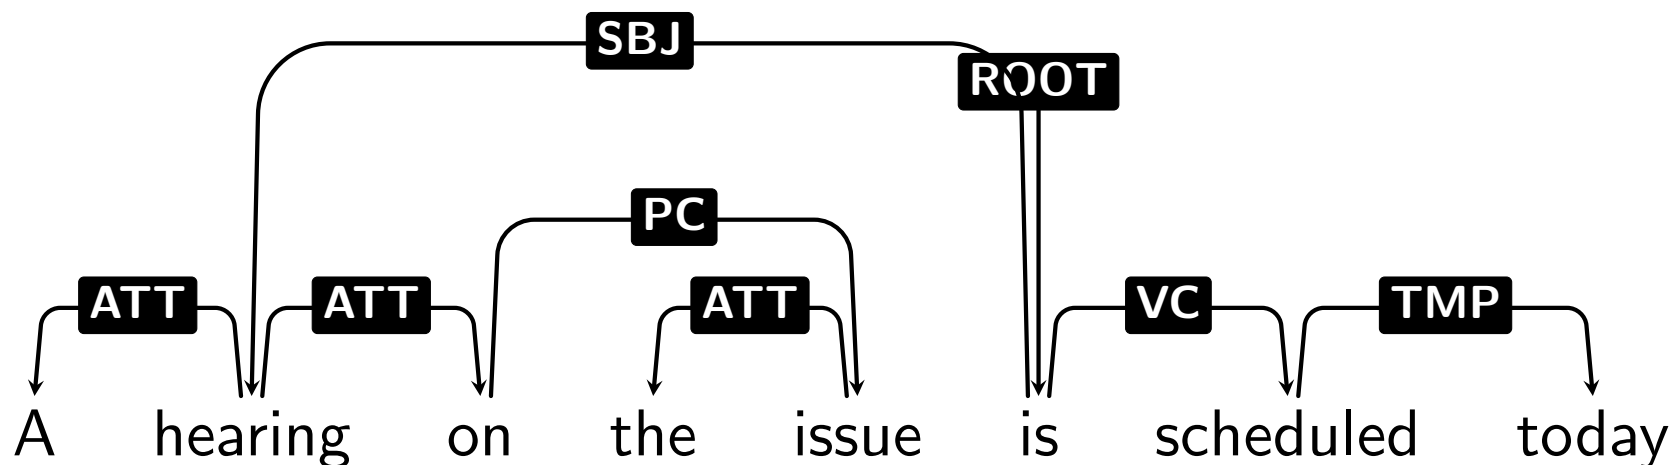 SBJ
ROOT
PC
ATT ATT ATT VC TMP
A hearing on the issue is scheduled today